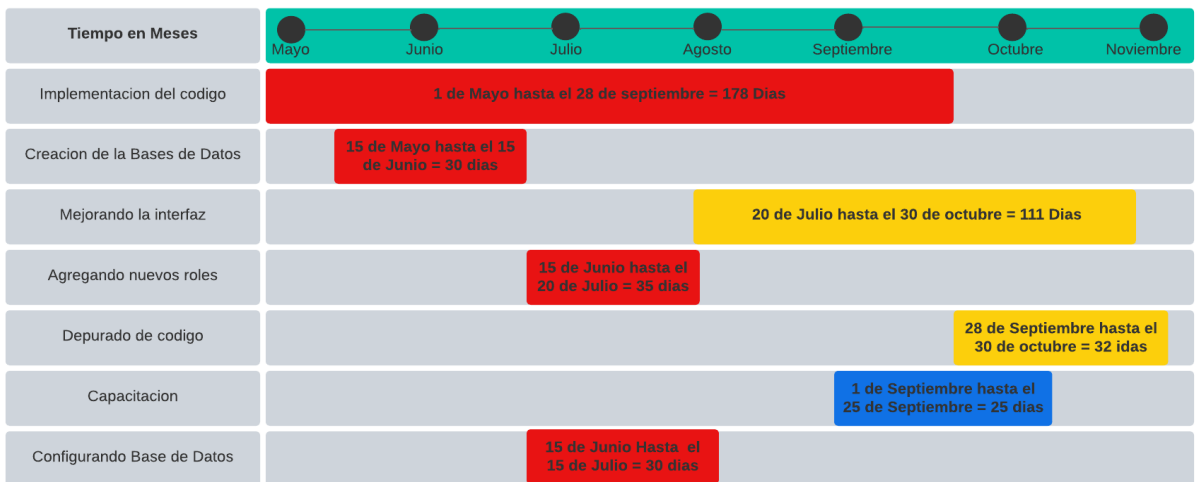 Tiempo en Meses
Mayo
Junio
Julio
Agosto
Septiembre
Octubre
Noviembre
Implementacion del codigo
1 de Mayo hasta el 28 de septiembre = 178 Dias
Creacion de la Bases de Datos
15 de Mayo hasta el 15
de Junio = 30 dias
Mejorando la interfaz
20 de Julio hasta el 30 de octubre = 111 Dias
Agregando nuevos roles
15 de Junio hasta el
20 de Julio = 35 dias
Depurado de codigo
28 de Septiembre hasta el
30 de octubre = 32 idas
Capacitacion
1 de Septiembre hasta el
25 de Septiembre = 25 dias
Configurando Base de Datos
15 de Junio Hasta el
15 de Julio = 30 dias